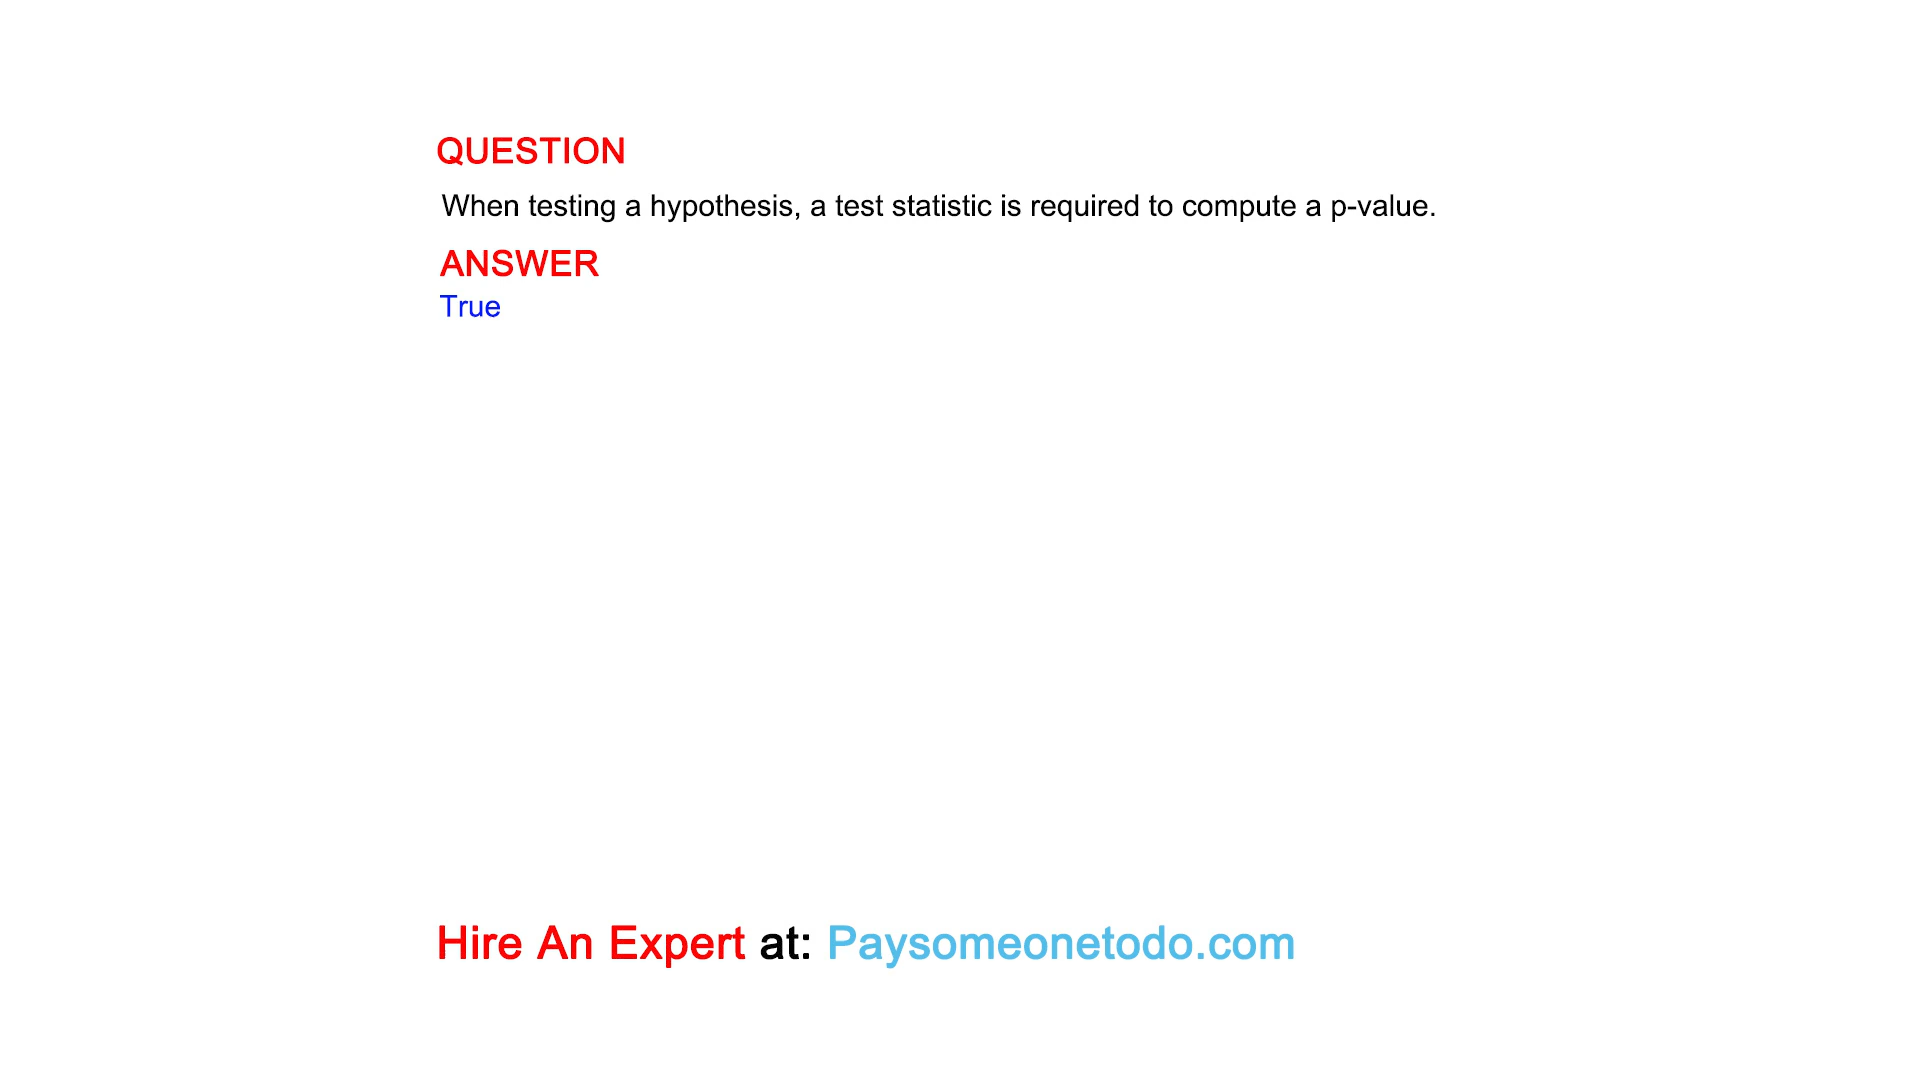 QUESTION
When testing a hypothesis, a test statistic is required to compute a p-value.
ANSWER
True
Hire An Expert at: Paysomeonetodo.com